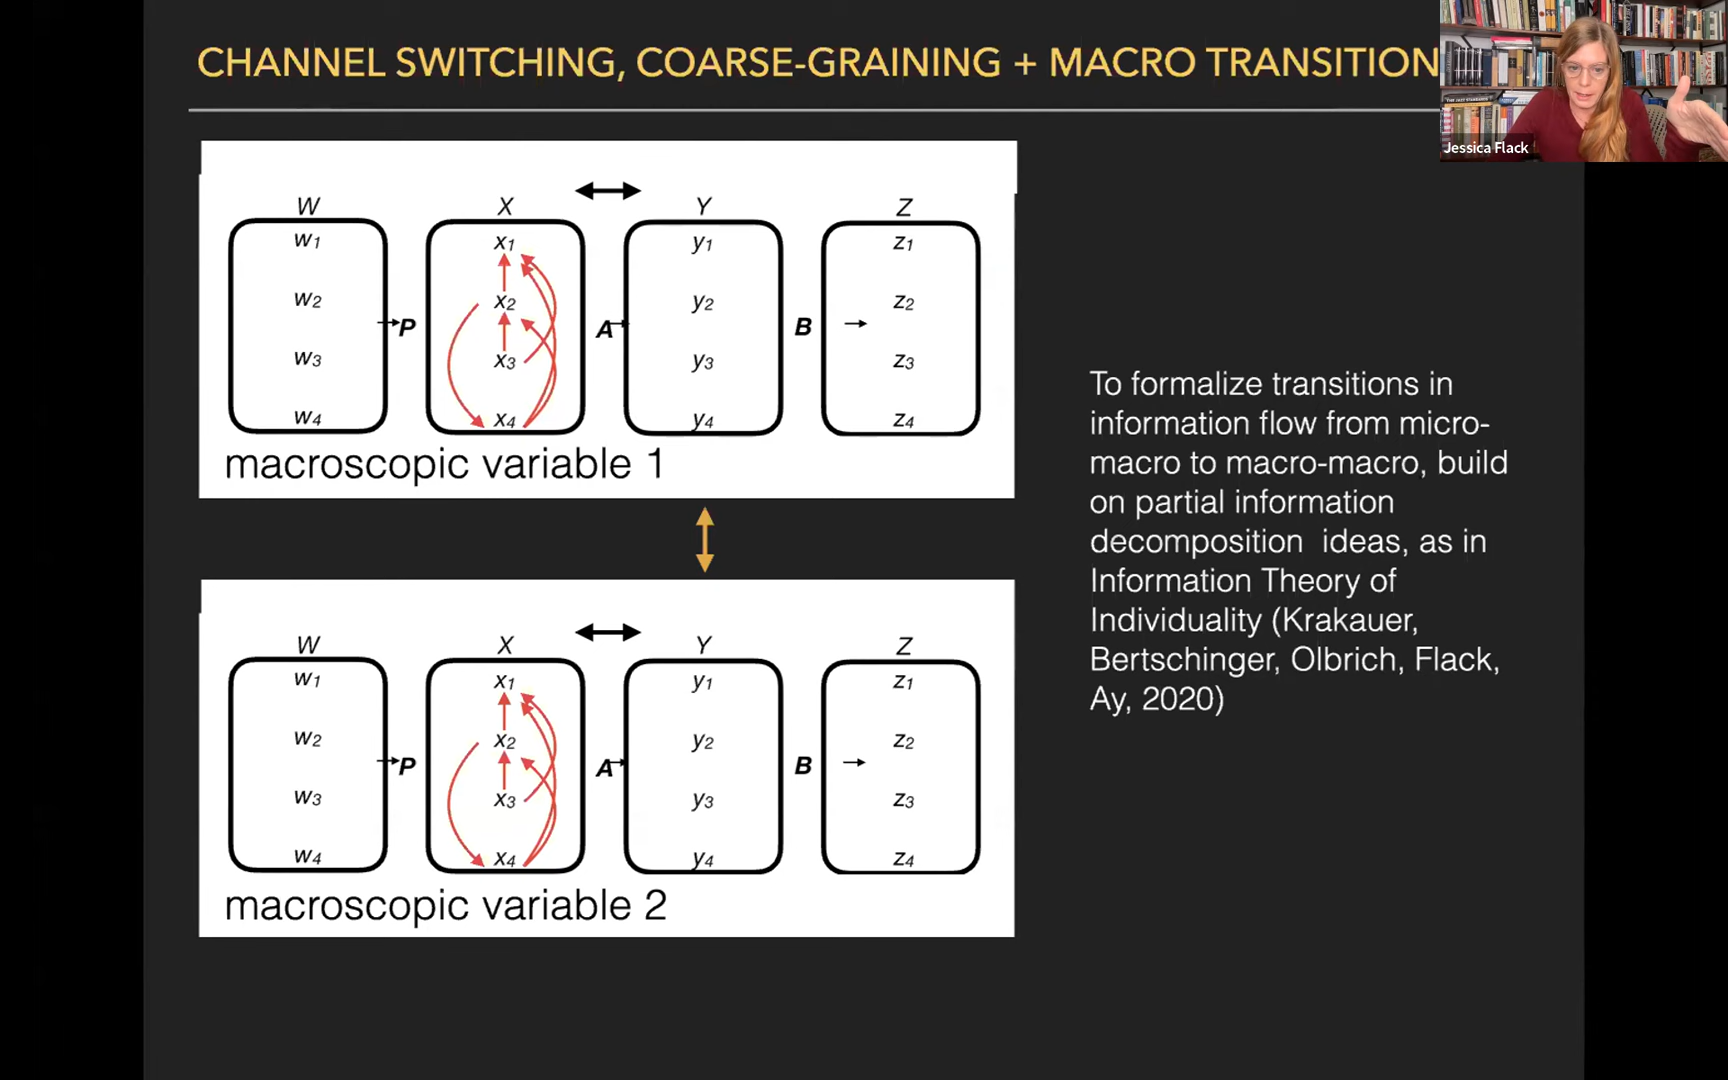 CHANNEL SWITCHING, COARSE-GRAINING + MACRO TRANSITION
Jessica Flack
W X Y Z
w1 x1 y1 z1
w2 x2 y2 z2
P A B
w3 x3 y3 z3
w4 x4 y4 z4
macroscopic variable 1
W X Y Z
w1 x1 y1 z1
w2 x2 y2 z2
P A B
w3 x3 y3 z3
w4 x4 y4 z4
macroscopic variable 2
To formalize transitions in
information flow from micro-
macro to macro-macro, build
on partial information
decomposition ideas, as in
Information Theory of
Individuality (Krakauer,
Bertschinger, Olbrich, Flack,
Ay, 2020)